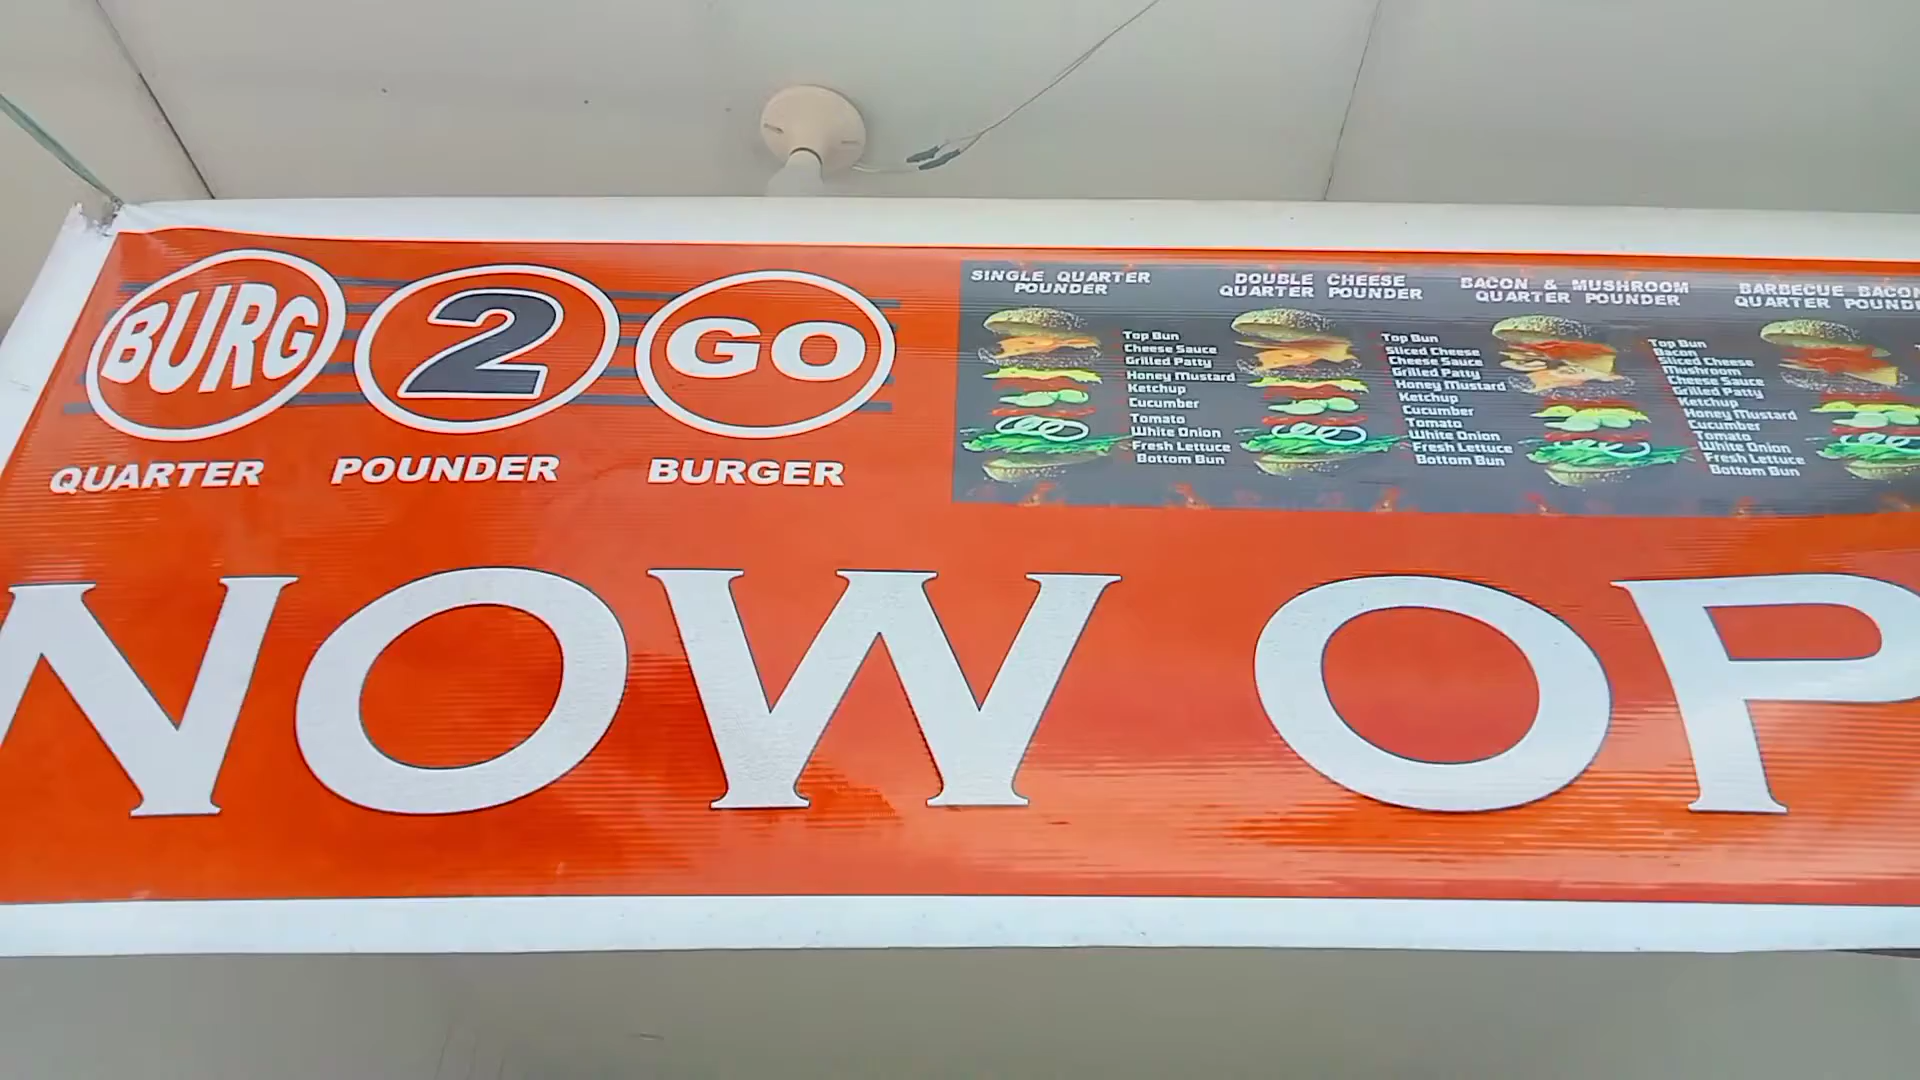 BURG 2 GO
QUARTER POUNDER BURGER
SINGLE QUARTER
POUNDER
Top Bun
Cheese Sauce
Grilled Patty
Honey Mustard
Ketchup
Cucumber
Tomato
White Onion
Fresh Lettuce
Bottom Bun
DOUBLE CHEESE
QUARTER POUNDER
Top Bun
Sliced Cheese
Cheese Sauce
Grilled Patty
Honey Mustard
Ketchup
Cucumber
Tomato
White Onion
Fresh Lettuce
Bottom Bun
BACON & MUSHROOM
QUARTER POUNDER
Top Bun
Bacon
Sliced Cheese
Mushroom
Cheese Sauce
Grilled Patty
Ketchup
Honey Mustard
Cucumber
Tomato
White Onion
Fresh Lettuce
Bottom Bun
BARBECUE BACON
QUARTER POUND
NOW OP